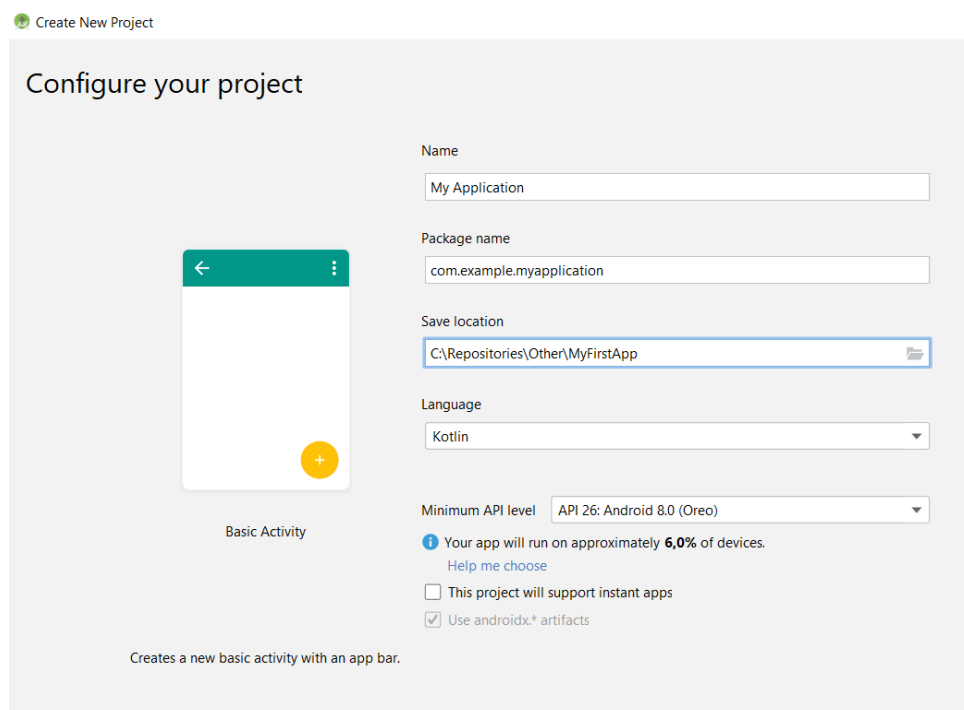 Create New Project
Configure your project
Name
My Application
Package name
com.example.myapplication
Save location
C:\Repositories\Other\MyFirstApp
Language
Kotlin
Minimum API level API 26: Android 8.0 (Oreo)
Your app will run on approximately 6,0% of devices.
Help me choose
This project will support instant apps
Use androidx.* artifacts
Basic Activity
Creates a new basic activity with an app bar.